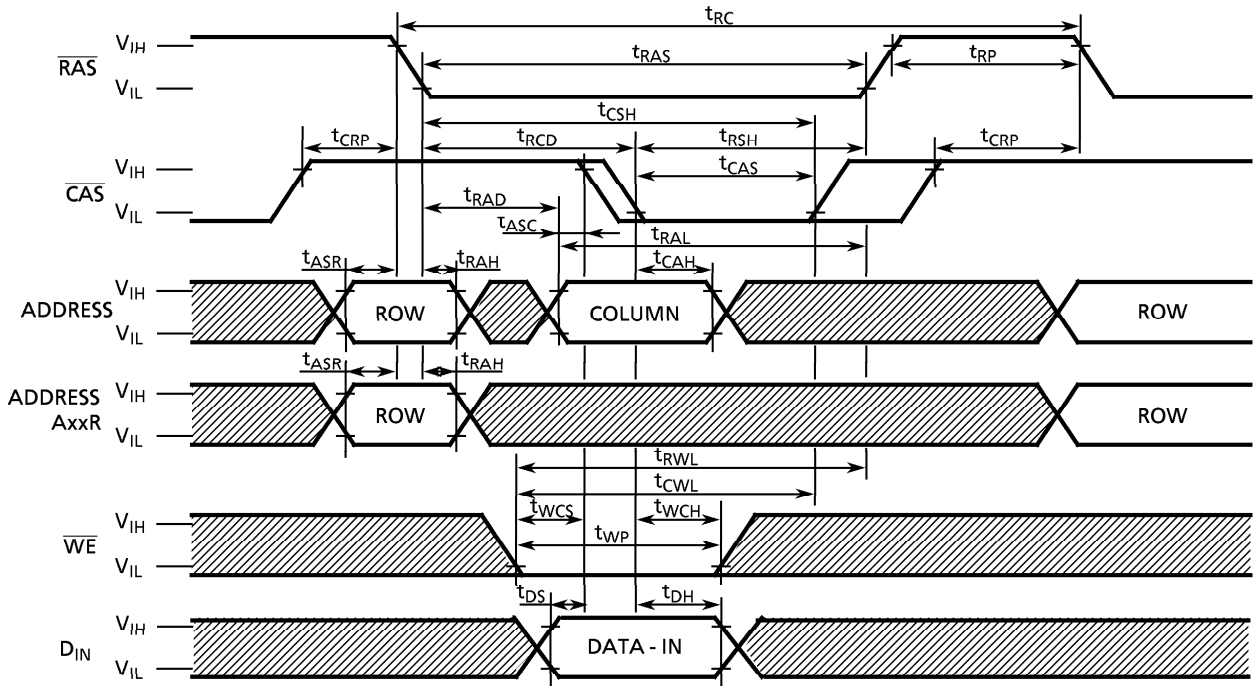 tRC
VIH
RAS
VIL
tRAS
tRP
tCSH
tCRP
tRCD
tRSH
tCRP
VIH
CAS
VIL
tCAS
tRAD
tASC
tRAL
tASR
tRAH
tCAH
VIH
ADDRESS
VIL
ROW
COLUMN
ROW
tASR
tRAH
VIH
ADDRESS
AxxR
VIL
ROW
ROW
tRWL
tCWL
tWCS
tWCH
VIH
WE
VIL
tWP
tDS
tDH
VIH
DIN
VIL
DATA - IN